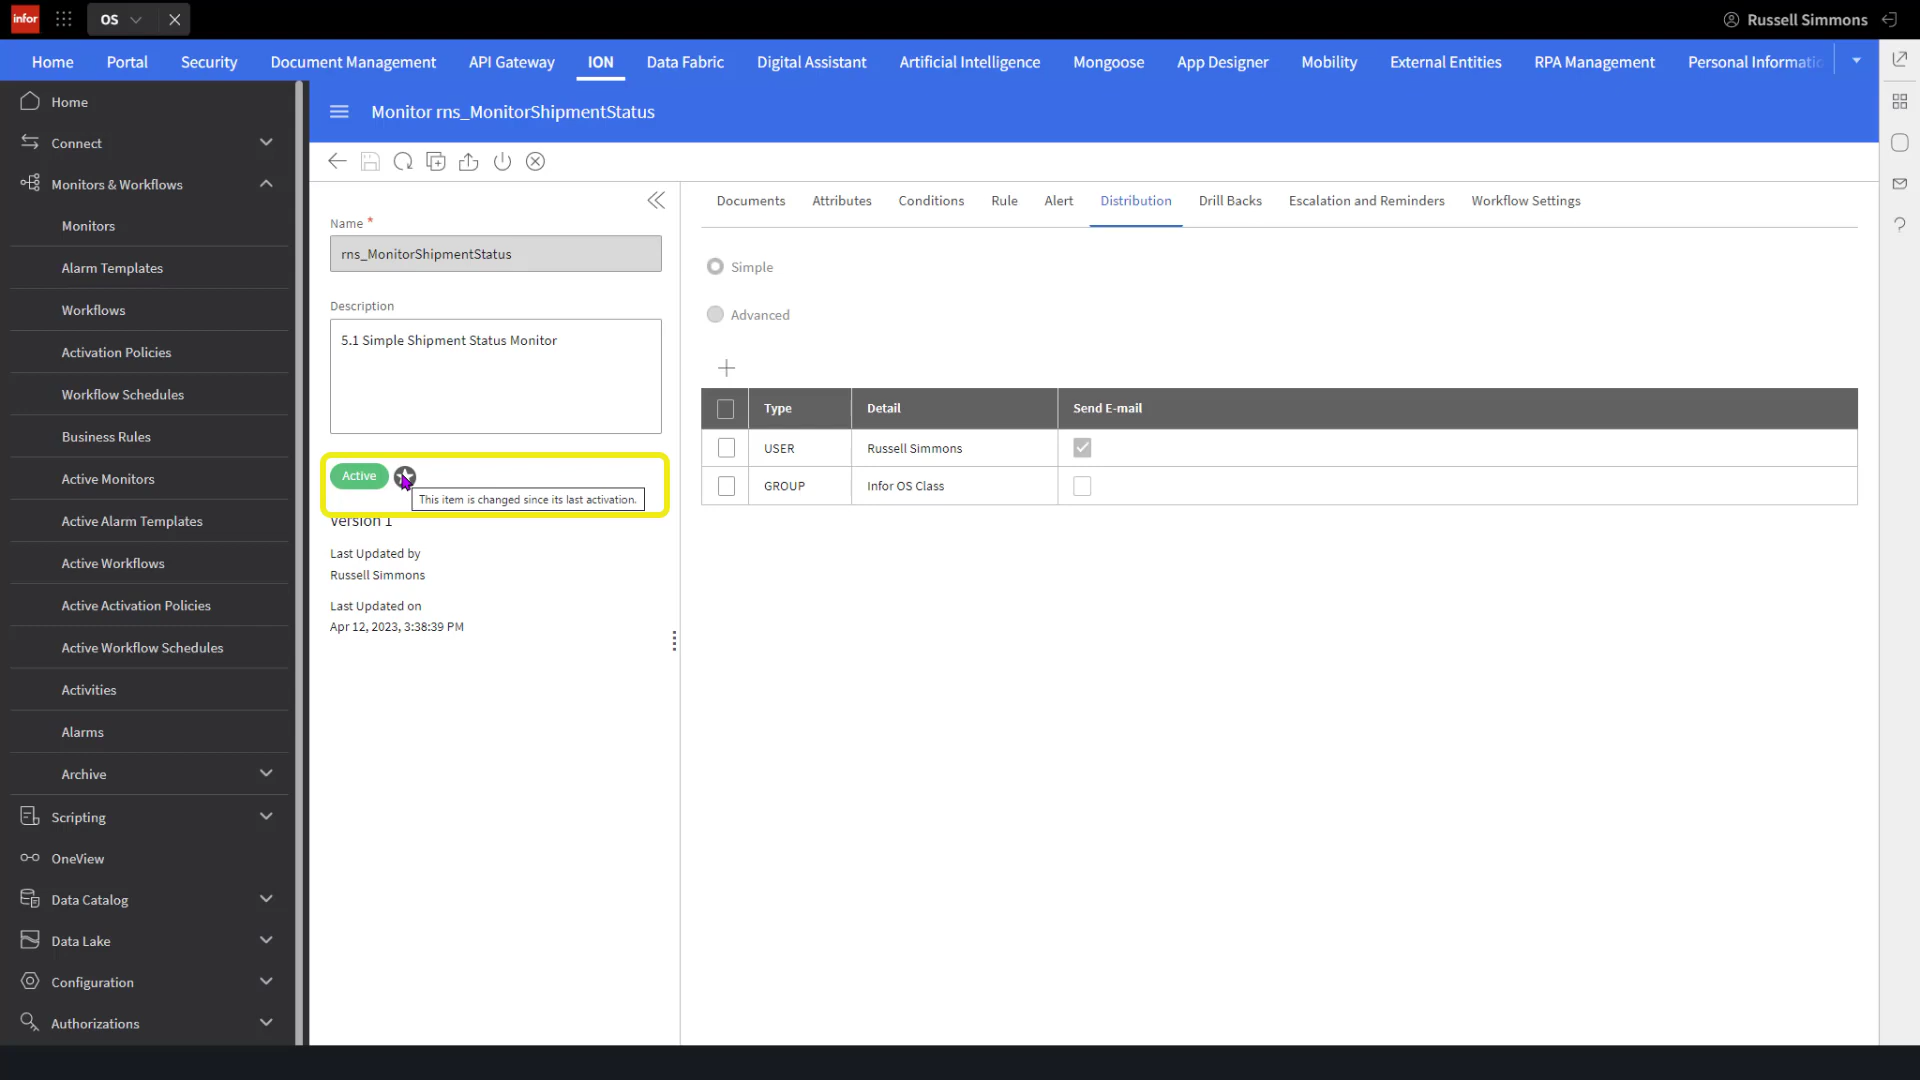 infor
OS
Russell Simmons
Home
Portal
Security
Document Management
API Gateway
ION
Data Fabric
Digital Assistant
Artificial Intelligence
Mongoose
App Designer
Mobility
External Entities
RPA Management
Personal Informatio
Home
Connect
Monitors & Workflows
Monitors
Alarm Templates
Workflows
Activation Policies
Workflow Schedules
Business Rules
Active Monitors
Active Alarm Templates
Active Workflows
Active Activation Policies
Active Workflow Schedules
Activities
Alarms
Archive
Scripting
OneView
Data Catalog
Data Lake
Configuration
Authorizations
Monitor rns_MonitorShipmentStatus
Name *
rns_MonitorShipmentStatus
Description
5.1 Simple Shipment Status Monitor
Active
This item is changed since its last activation.
Version 1
Last Updated by
Russell Simmons
Last Updated on
Apr 12, 2023, 3:38:39 PM
Documents
Attributes
Conditions
Rule
Alert
Distribution
Drill Backs
Escalation and Reminders
Workflow Settings
Simple
Advanced
Type Detail Send E-mail
USER Russell Simmons
GROUP Infor OS Class